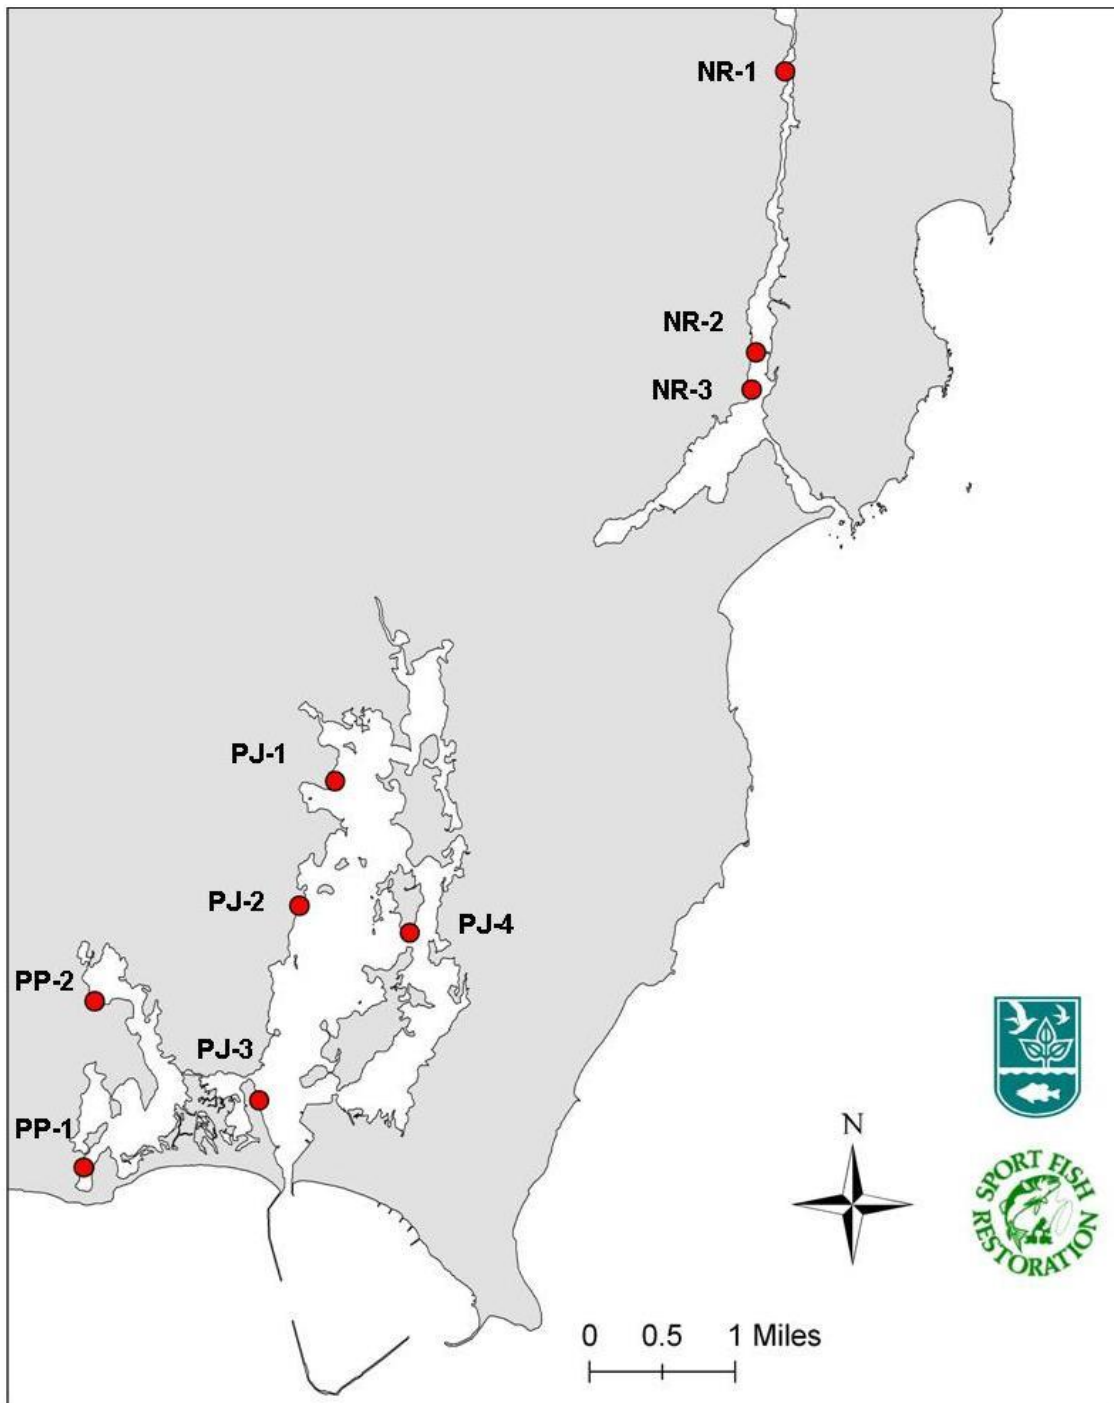 NR-1
NR-2
NR-3
PJ-1
PJ-2
PJ-4
PP-2
PJ-3
PP-1
N
SPORT FISH
RESTORATION
0 0.5 1 Miles